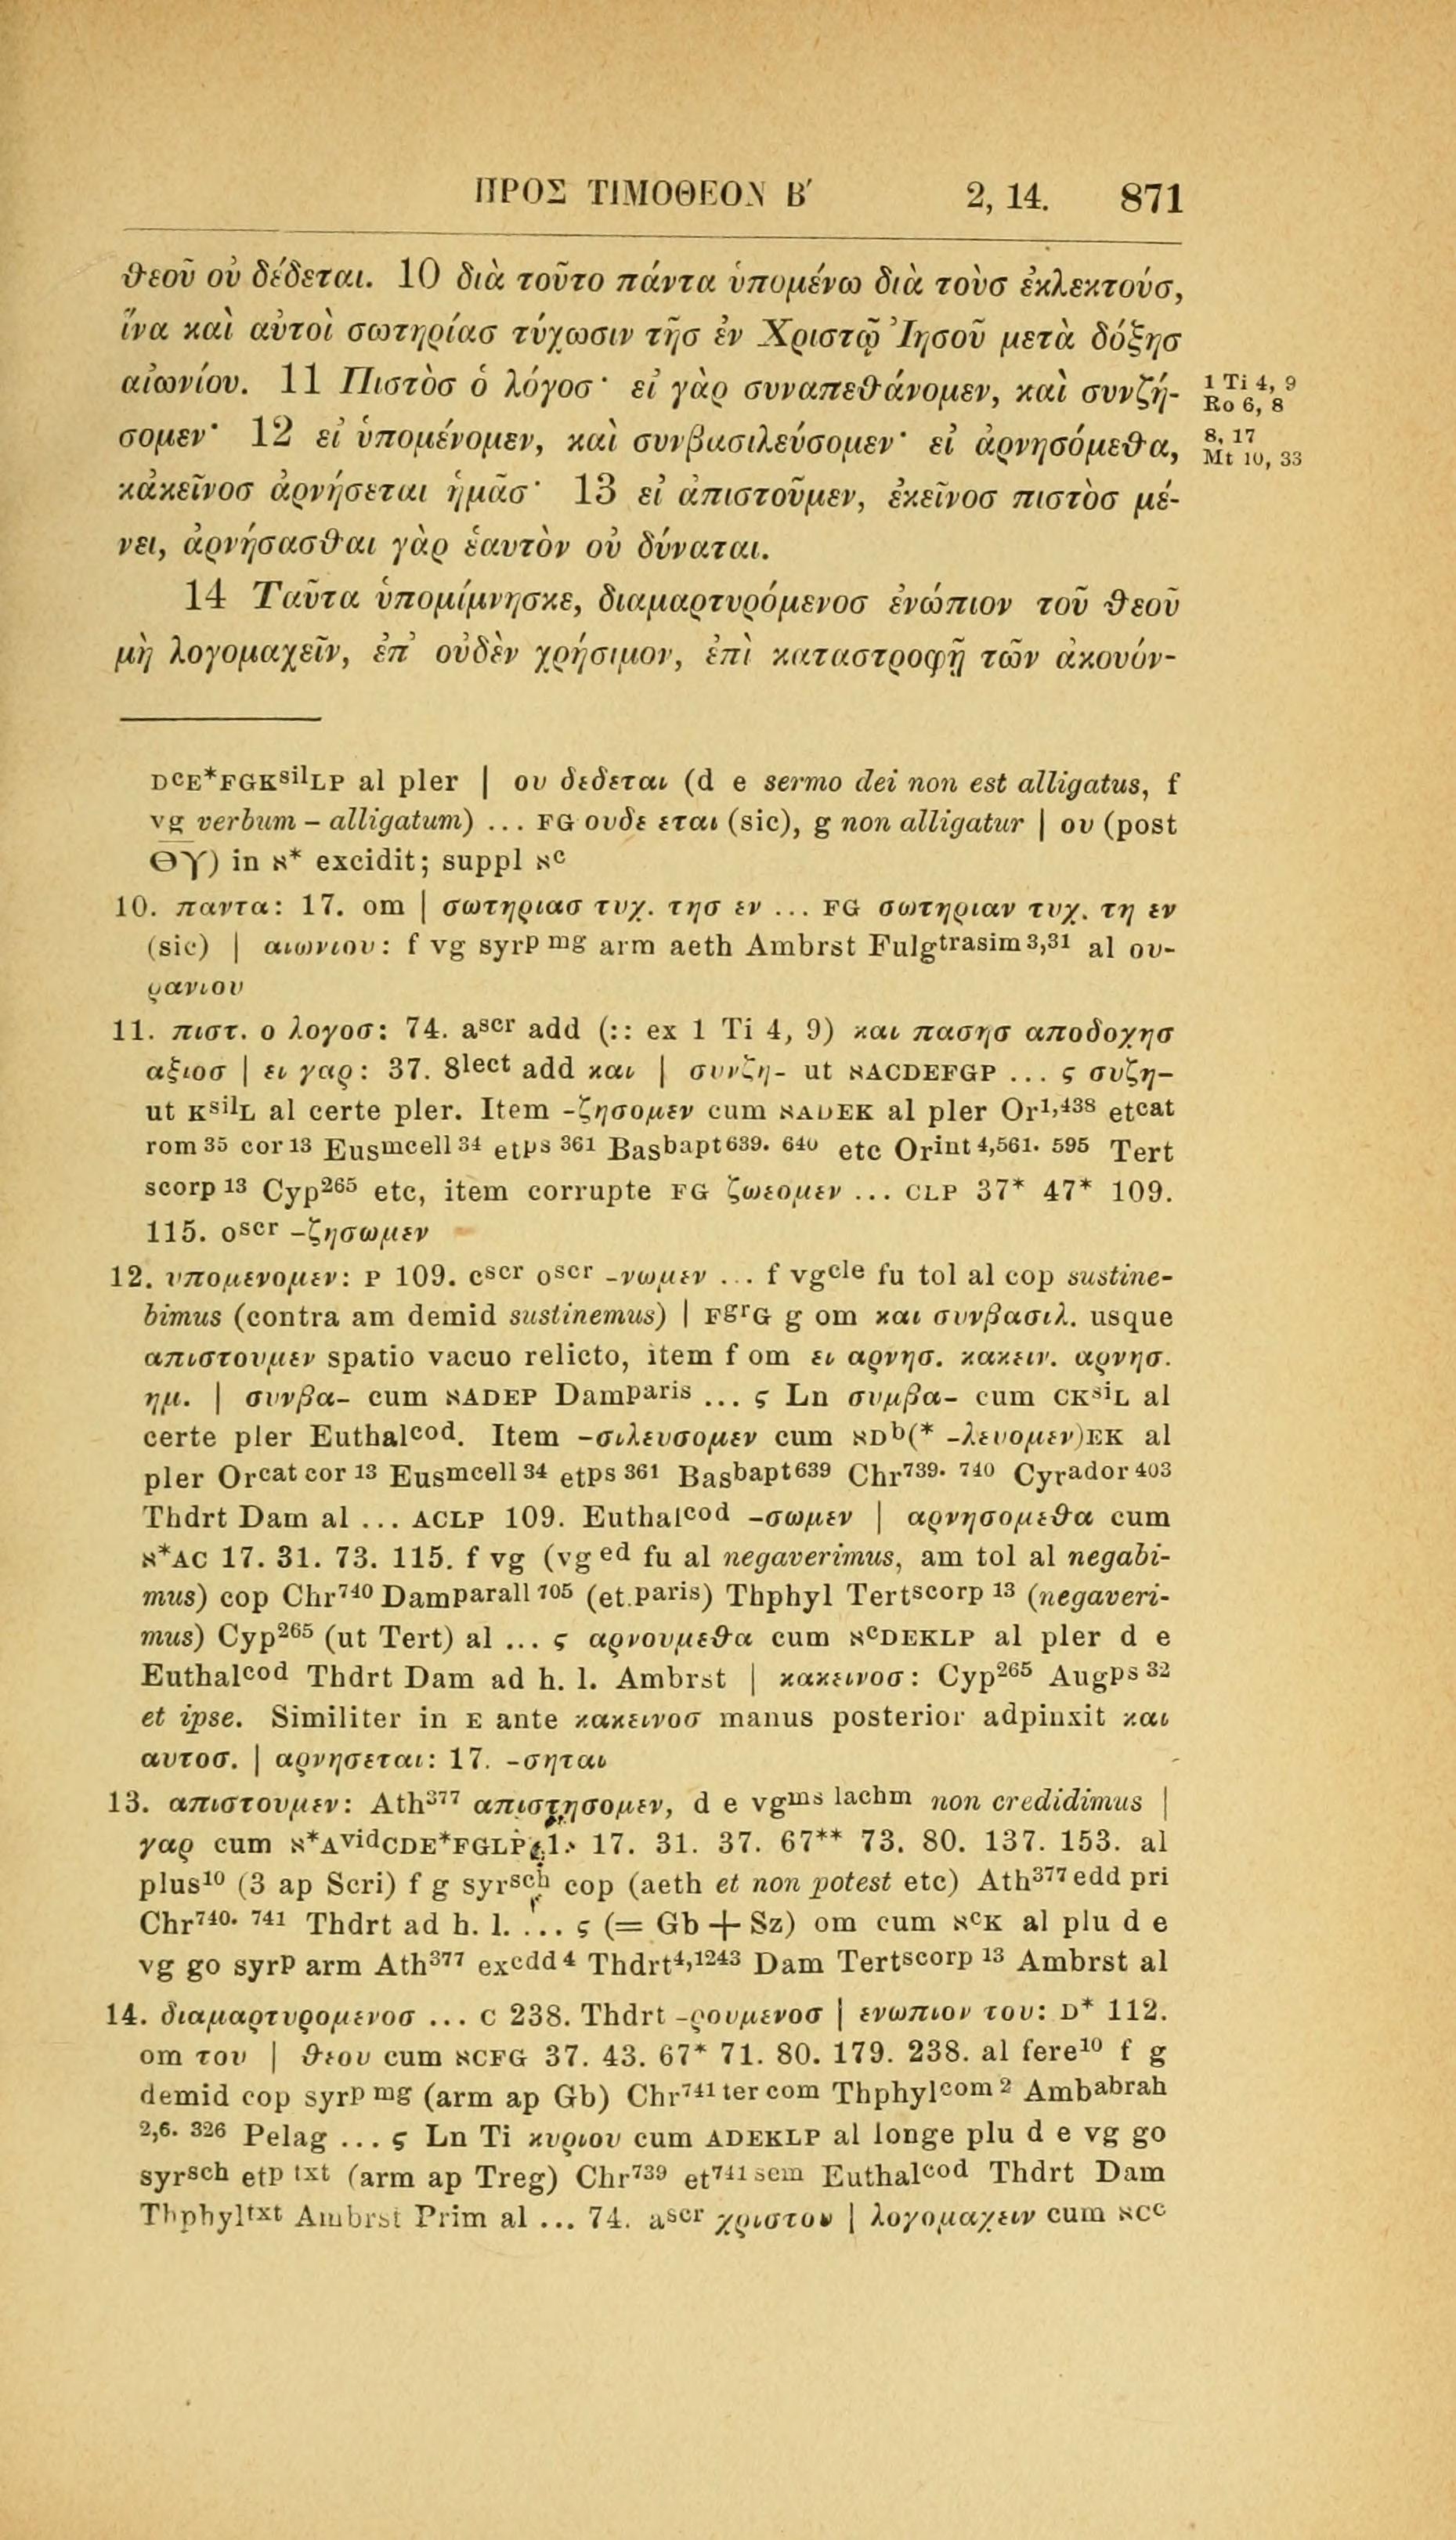 ΠΡΟΣ ΤΙΜΟΘΕΟΝ Β′ 2, 14. 871
ϑεοῦ οὐ δέδεται. 10 διὰ τοῦτο πάντα ὑπομένω διὰ τοὺσ ἐκλεκτούσ,
ἵνα καὶ αὐτοὶ σωτηρίασ τύχωσιν τῆσ ἐν Χριστῷ Ἰησοῦ μετὰ δόξησ
αἰωνίου. 11 Πιστὸσ ὁ λόγοσ· εἰ γὰρ συναπεϑάνομεν, καὶ συνζή-
σομεν· 12 εἰ ὑπομένομεν, καὶ συνβασιλεύσομεν· εἰ ἀρνησόμεϑα,
κἀκεῖνοσ ἀρνήσεται ἡμᾶσ· 13 εἰ ἀπιστοῦμεν, ἐκεῖνοσ πιστὸσ μέ-
νει, ἀρνήσασϑαι γὰρ ἑαυτὸν οὐ δύναται.
14 Ταῦτα ὑπομίμνησκε, διαμαρτυρόμενοσ ἐνώπιον τοῦ ϑεοῦ
μὴ λογομαχεῖν, ἐπ᾽ οὐδὲν χρήσιμον, ἐπὶ καταστροφῇ τῶν ἀκουόν-
1 Ti 4, 9
Ro 6, 8
8, 17
Mt 10, 33
DcE*FGKsilLP al pler | ου δεδεται (d e sermo dei non est alligatus, f
vg verbum – alligatum) ... FG ουδε εται (sic), g non alligatur | ου (post
ΘΥ) in א* excidit; suppl אc
10. παντα: 17. om | σωτηριασ τυχ. τησ εν ... FG σωτηριαν τυχ. τη εν
(sic) | αιωνιου: f vg syrp mg arm aeth Ambrst Fulgtrasim 3,31 al ου-
ρανιου
11. πιστ. ο λογοσ: 74. ascr add (:: ex 1 Ti 4, 9) και πασησ αποδοχησ
αξιοσ | ει γαρ: 37. 8lect add και | συνζη- ut אACDEFGP ... ς συζη-
ut KsilL al certe pler. Item -ζησομεν cum אADEK al pler Or1,438 etcat
rom 35 cor 13 Eusmcell 34 etps 361 Basbapt 639. 640 etc Orint 4,561. 595 Tert
scorp 13 Cyp265 etc, item corrupte FG ζωεομεν ... CLP 37* 47* 109.
115. oscr -ζησωμεν
12. υπομενομεν: P 109. cscr oscr -νωμεν ... f vgcle fu tol al cop sustine-
bimus (contra am demid sustinemus) | FgrG g om και συνβασιλ. usque
απιστουμεν spatio vacuo relicto, item f om ει αρνησ. κακειν. αρνησ.
ημ. | συνβα- cum אADEP Damparis ... ς Ln συμβα- cum CKsiL al
certe pler Euthalcod. Item -σιλευσομεν cum אDb(* -λευομεν)EK al
pler Orcat cor 13 Eusmcell 34 etps 361 Basbapt 639 Chr739. 740 Cyrador 403
Thdrt Dam al ... ACLP 109. Euthalcod -σωμεν | αρνησομεϑα cum
א*AC 17. 31. 73. 115. f vg (vg ed fu al negaverimus, am tol al negabi-
mus) cop Chr740 Damparall 705 (et.paris) Thphyl Tertscorp 13 (negaveri-
mus) Cyp265 (ut Tert) al ... ς αρνουμεϑα cum אcDEKLP al pler d e
Euthalcod Thdrt Dam ad h. l. Ambrst | κακεινοσ: Cyp265 Augps 32
et ipse. Similiter in E ante κακεινοσ manus posterior adpinxit και
αυτοσ. | αρνησεται: 17. -σηται
13. απιστουμεν: Ath377 απιστησομεν, d e vgms lachm non credidimus |
γαρ cum א*AvidCDE*FGLP 17. 31. 37. 67** 73. 80. 137. 153. al
plus10 (3 ap Scri) f g syrsch cop (aeth et non potest etc) Ath377 edd pri
Chr740. 741 Thdrt ad h. l. ... ς (= Gb + Sz) om cum אcK al plu d e
vg go syrp arm Ath377 excdd 4 Thdrt4,1243 Dam Tertscorp 13 Ambrst al
14. διαμαρτυρομενοσ ... C 238. Thdrt -ρουμενοσ | ενωπιον του: D* 112.
om του | ϑεου cum אCFG 37. 43. 67* 71. 80. 179. 238. al fere10 f g
demid cop syrp mg (arm ap Gb) Chr741 ter com Thphylcom 2 Ambabrah
2,6. 326 Pelag ... ς Ln Ti κυριου cum ADEKLP al longe plu d e vg go
syrsch etp txt (arm ap Treg) Chr739 et741 sem Euthalcod Thdrt Dam
Thphyltxt Ambrst Prim al ... 74. ascr χριστου | λογομαχειν cum אCc